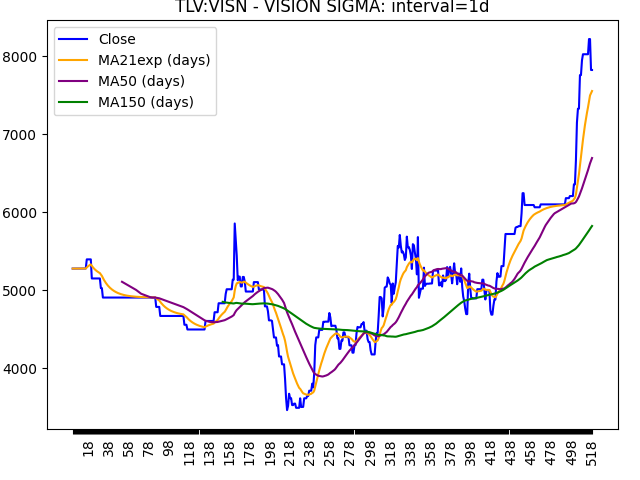 TLV:VISN - VISION SIGMA: interval=1d
Close
MA21exp (days)
MA50 (days)
MA150 (days)
8000
7000
6000
5000
4000
18 38 58 78 98 118 138 158 178 198 218 238 258 278 298 318 338 358 378 398 418 438 458 478 498 518